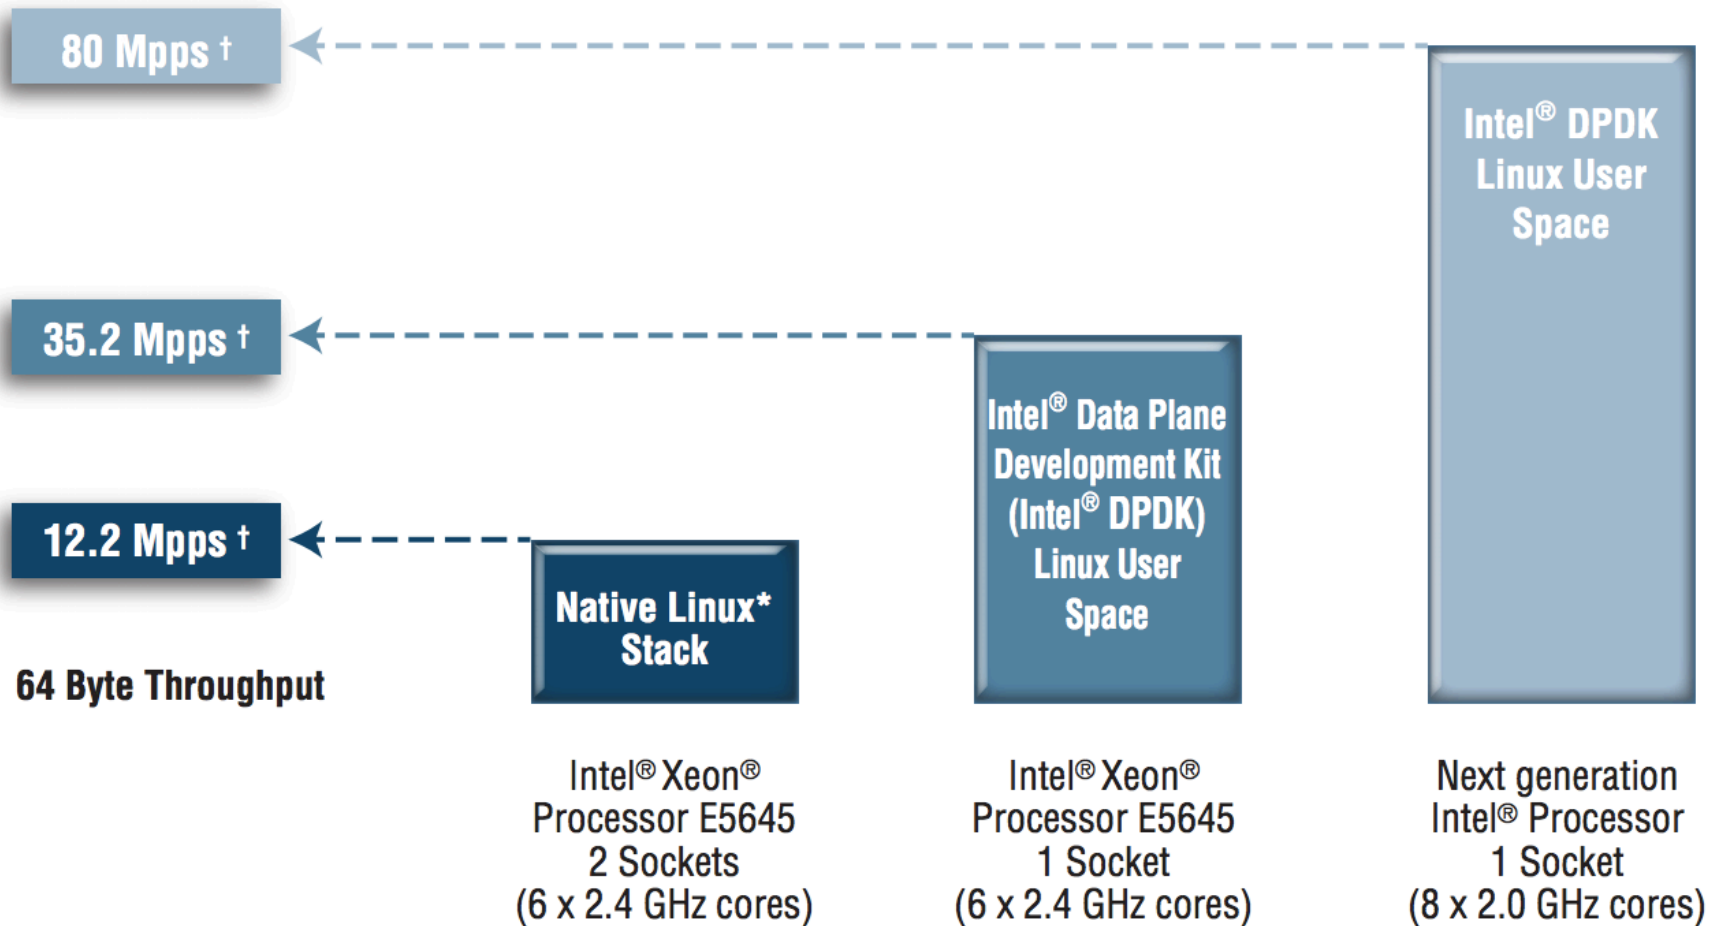 80 Mpps †
Intel® DPDK
Linux User
Space
35.2 Mpps †
Intel® Data Plane
Development Kit
(Intel® DPDK)
Linux User
Space
12.2 Mpps †
Native Linux*
Stack
64 Byte Throughput
Intel® Xeon®
Processor E5645
2 Sockets
(6 x 2.4 GHz cores)
Intel® Xeon®
Processor E5645
1 Socket
(6 x 2.4 GHz cores)
Next generation
Intel® Processor
1 Socket
(8 x 2.0 GHz cores)